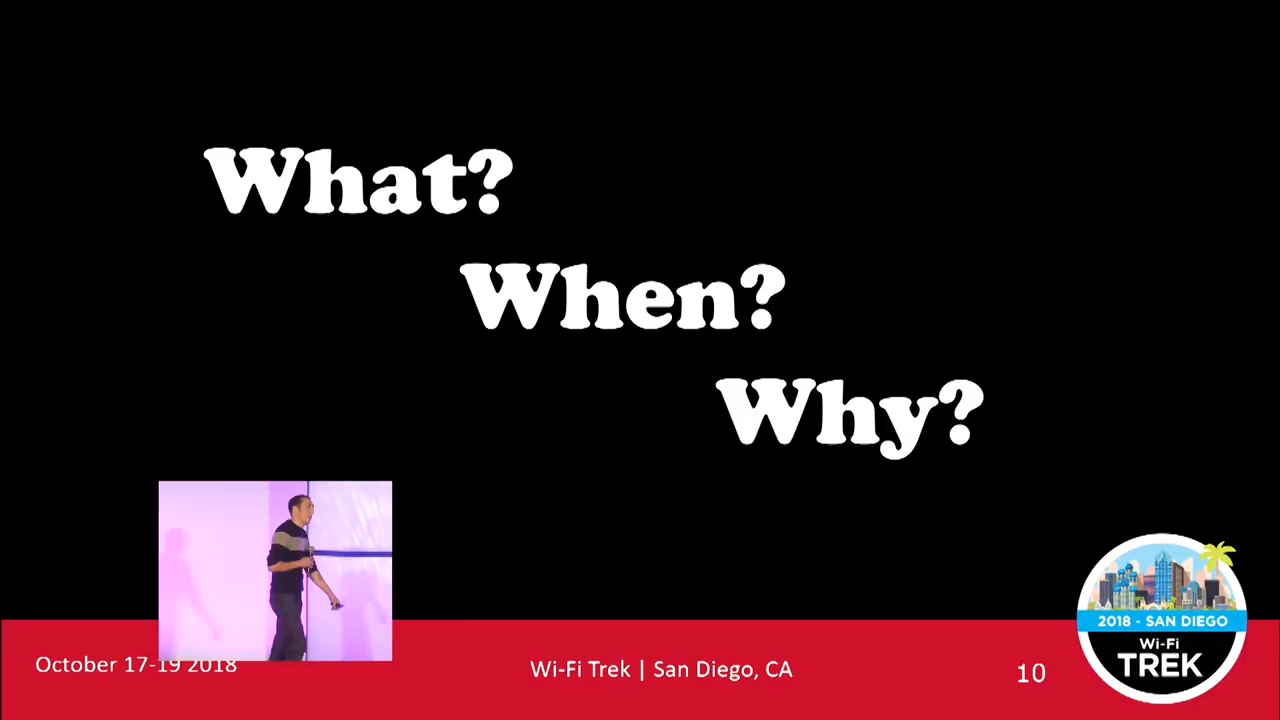 What?
When?
Why?
October 17-19 2018
Wi-Fi Trek | San Diego, CA
10
2018 - SAN DIEGO
Wi-Fi
TREK